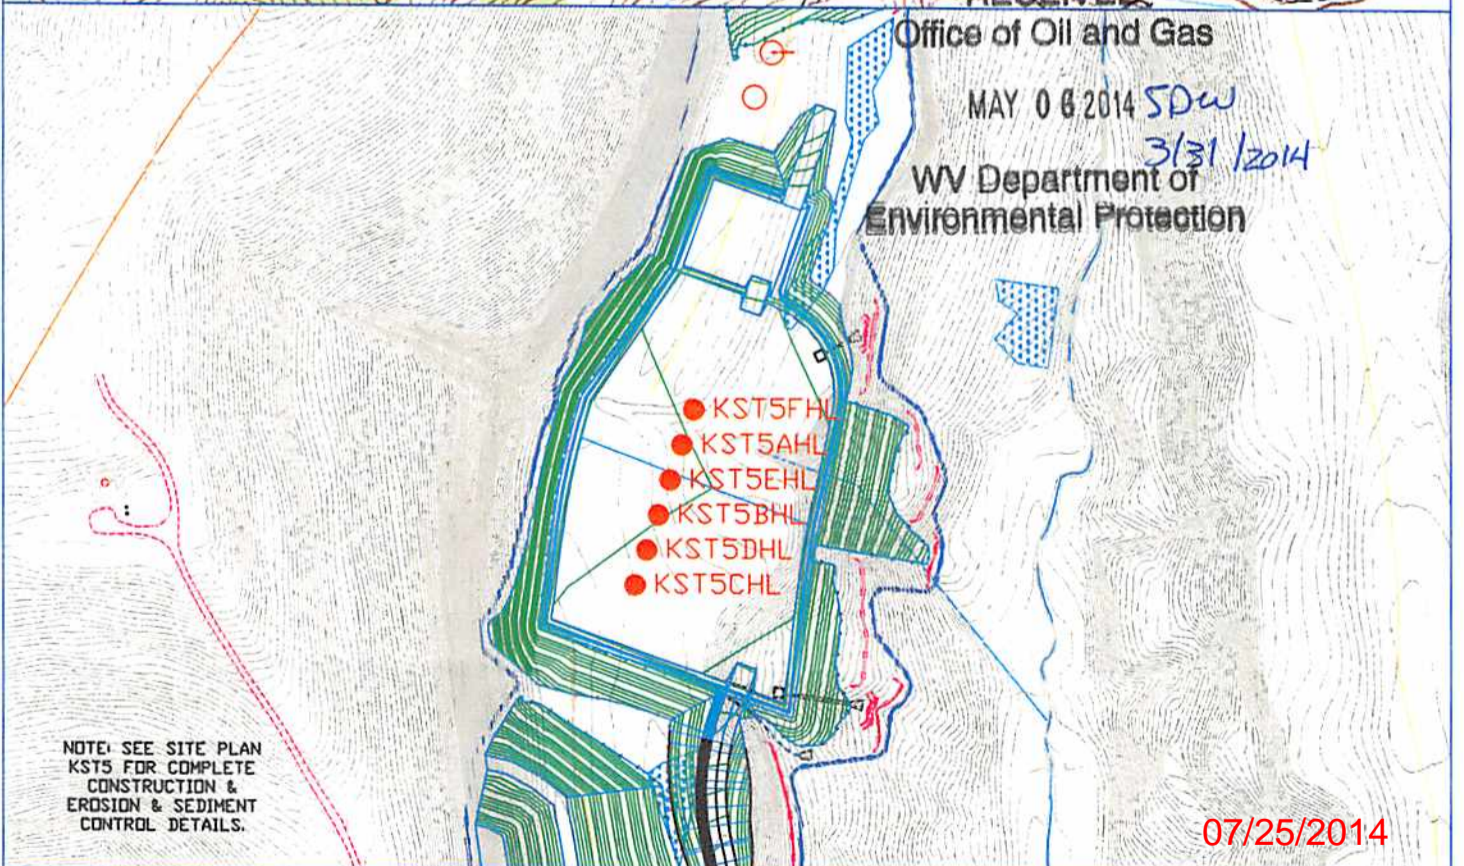 RECEIVED
Office of Oil and Gas
MAY 06 2014 SDW
3/31/2014
WV Department of
Environmental Protection
KST5FHL
KST5AHL
KST5EHL
KST5BHL
KST5DHL
KST5CHL
NOTE: SEE SITE PLAN
KST5 FOR COMPLETE
CONSTRUCTION &
EROSION & SEDIMENT
CONTROL DETAILS.
07/25/2014